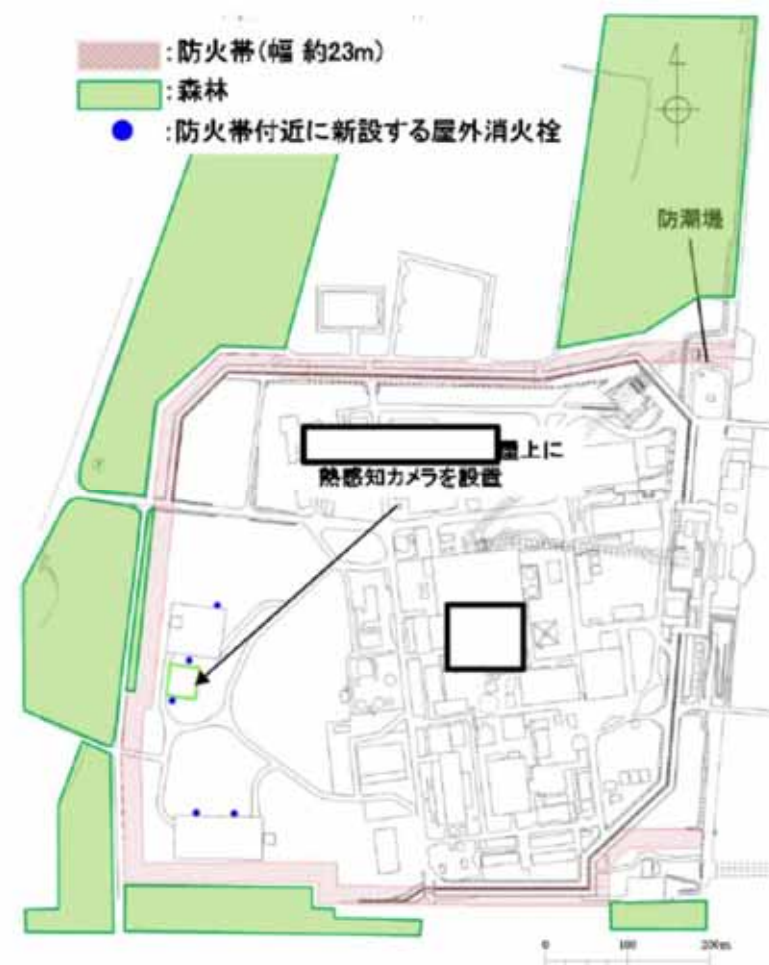 :防火帯(幅 約23m)
:森林
:防火帯付近に新設する屋外消火栓
防潮堤
屋上に
熱感知カメラを設置
0 100 200m